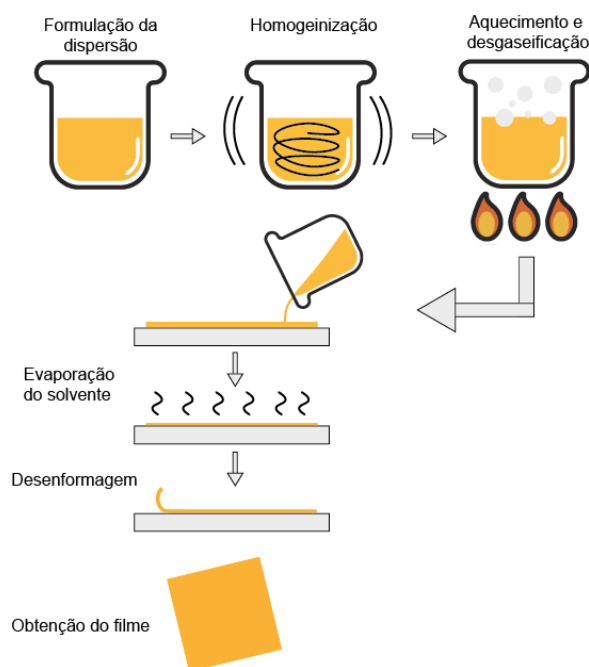 Formulação da
dispersão
Homogeinização
Aquecimento e
desgaseificação
Evaporação
do solvente
Desenformagem
Obtenção do filme